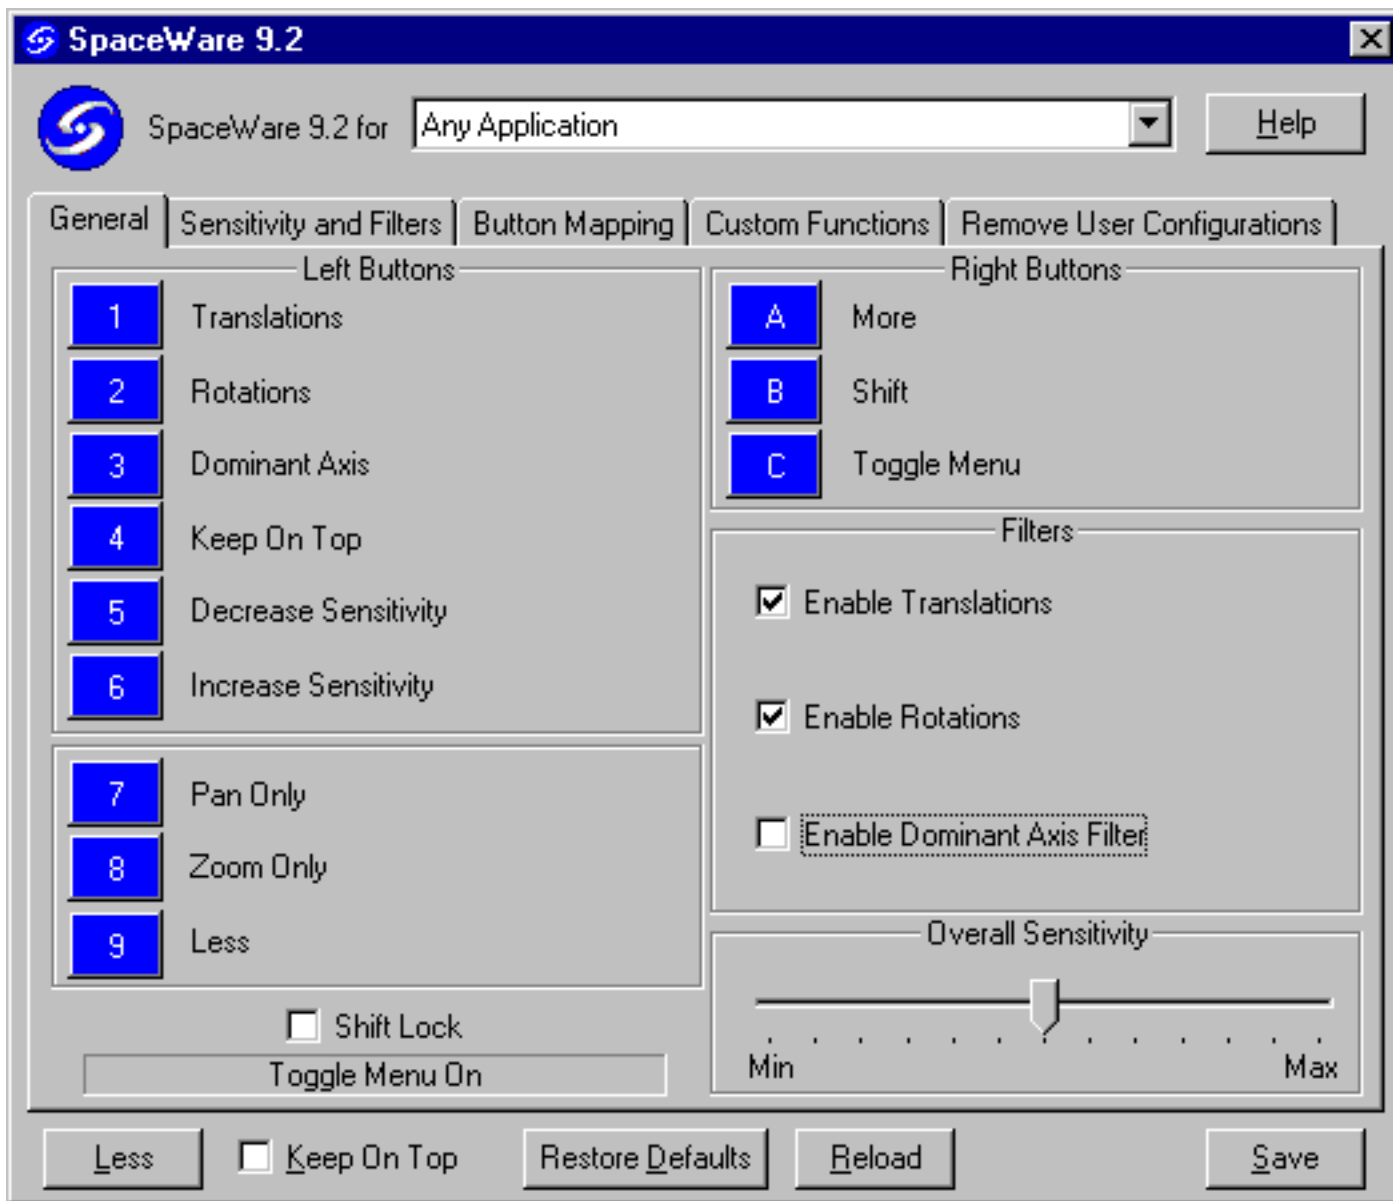 SpaceWare 9.2
SpaceWare 9.2 for Any Application Help
General Sensitivity and Filters Button Mapping Custom Functions Remove User Configurations
Left Buttons
1 Translations
2 Rotations
3 Dominant Axis
4 Keep On Top
5 Decrease Sensitivity
6 Increase Sensitivity
7 Pan Only
8 Zoom Only
9 Less
Shift Lock
Toggle Menu On
Right Buttons
A More
B Shift
C Toggle Menu
Filters
Enable Translations
Enable Rotations
Enable Dominant Axis Filter
Overall Sensitivity
Min Max
Less Keep On Top Restore Defaults Reload Save